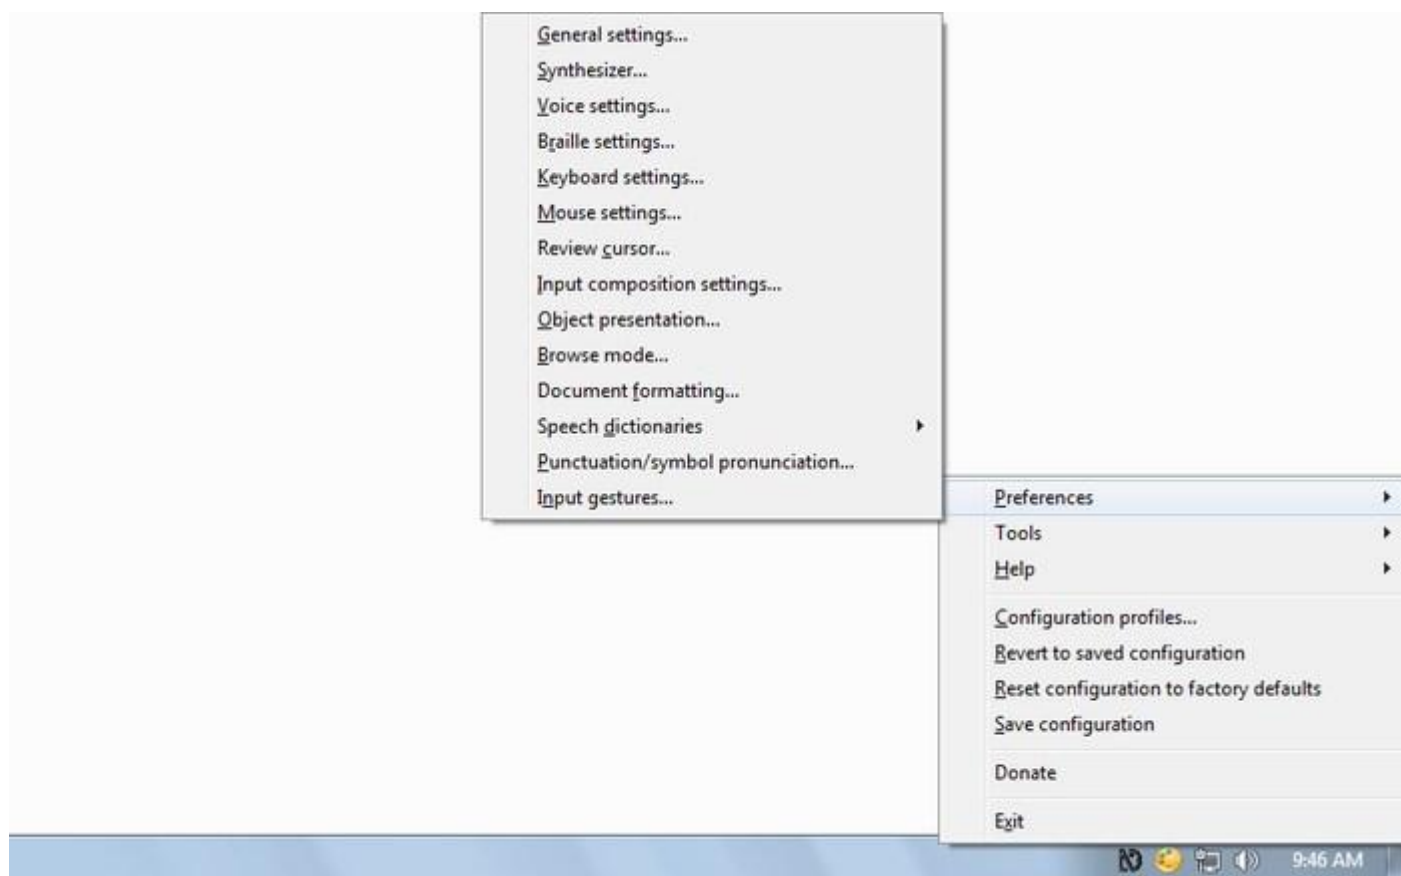 General settings...
Synthesizer...
Voice settings...
Braille settings...
Keyboard settings...
Mouse settings...
Review cursor...
Input composition settings...
Object presentation...
Browse mode...
Document formatting...
Speech dictionaries
Punctuation/symbol pronunciation...
Input gestures...
Preferences
Tools
Help
Configuration profiles...
Revert to saved configuration
Reset configuration to factory defaults
Save configuration
Donate
Exit
9:46 AM